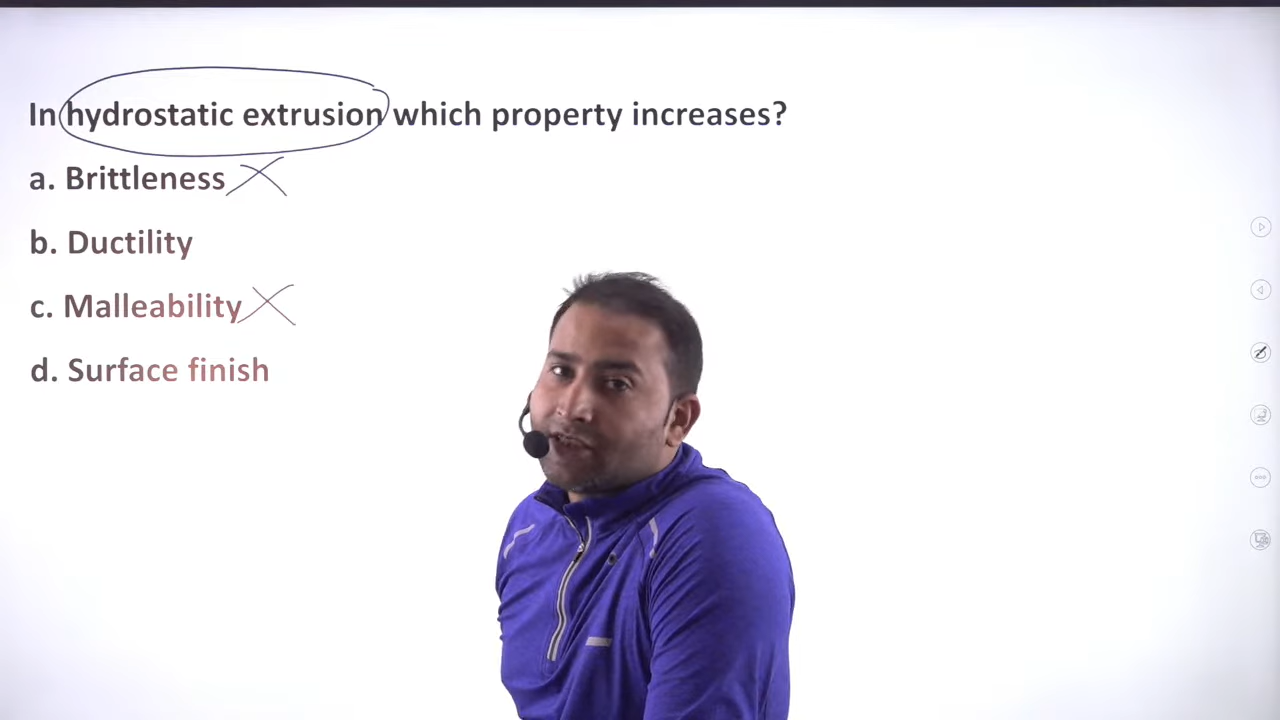 In hydrostatic extrusion which property increases?
a. Brittleness
b. Ductility
c. Malleability
d. Surface finish